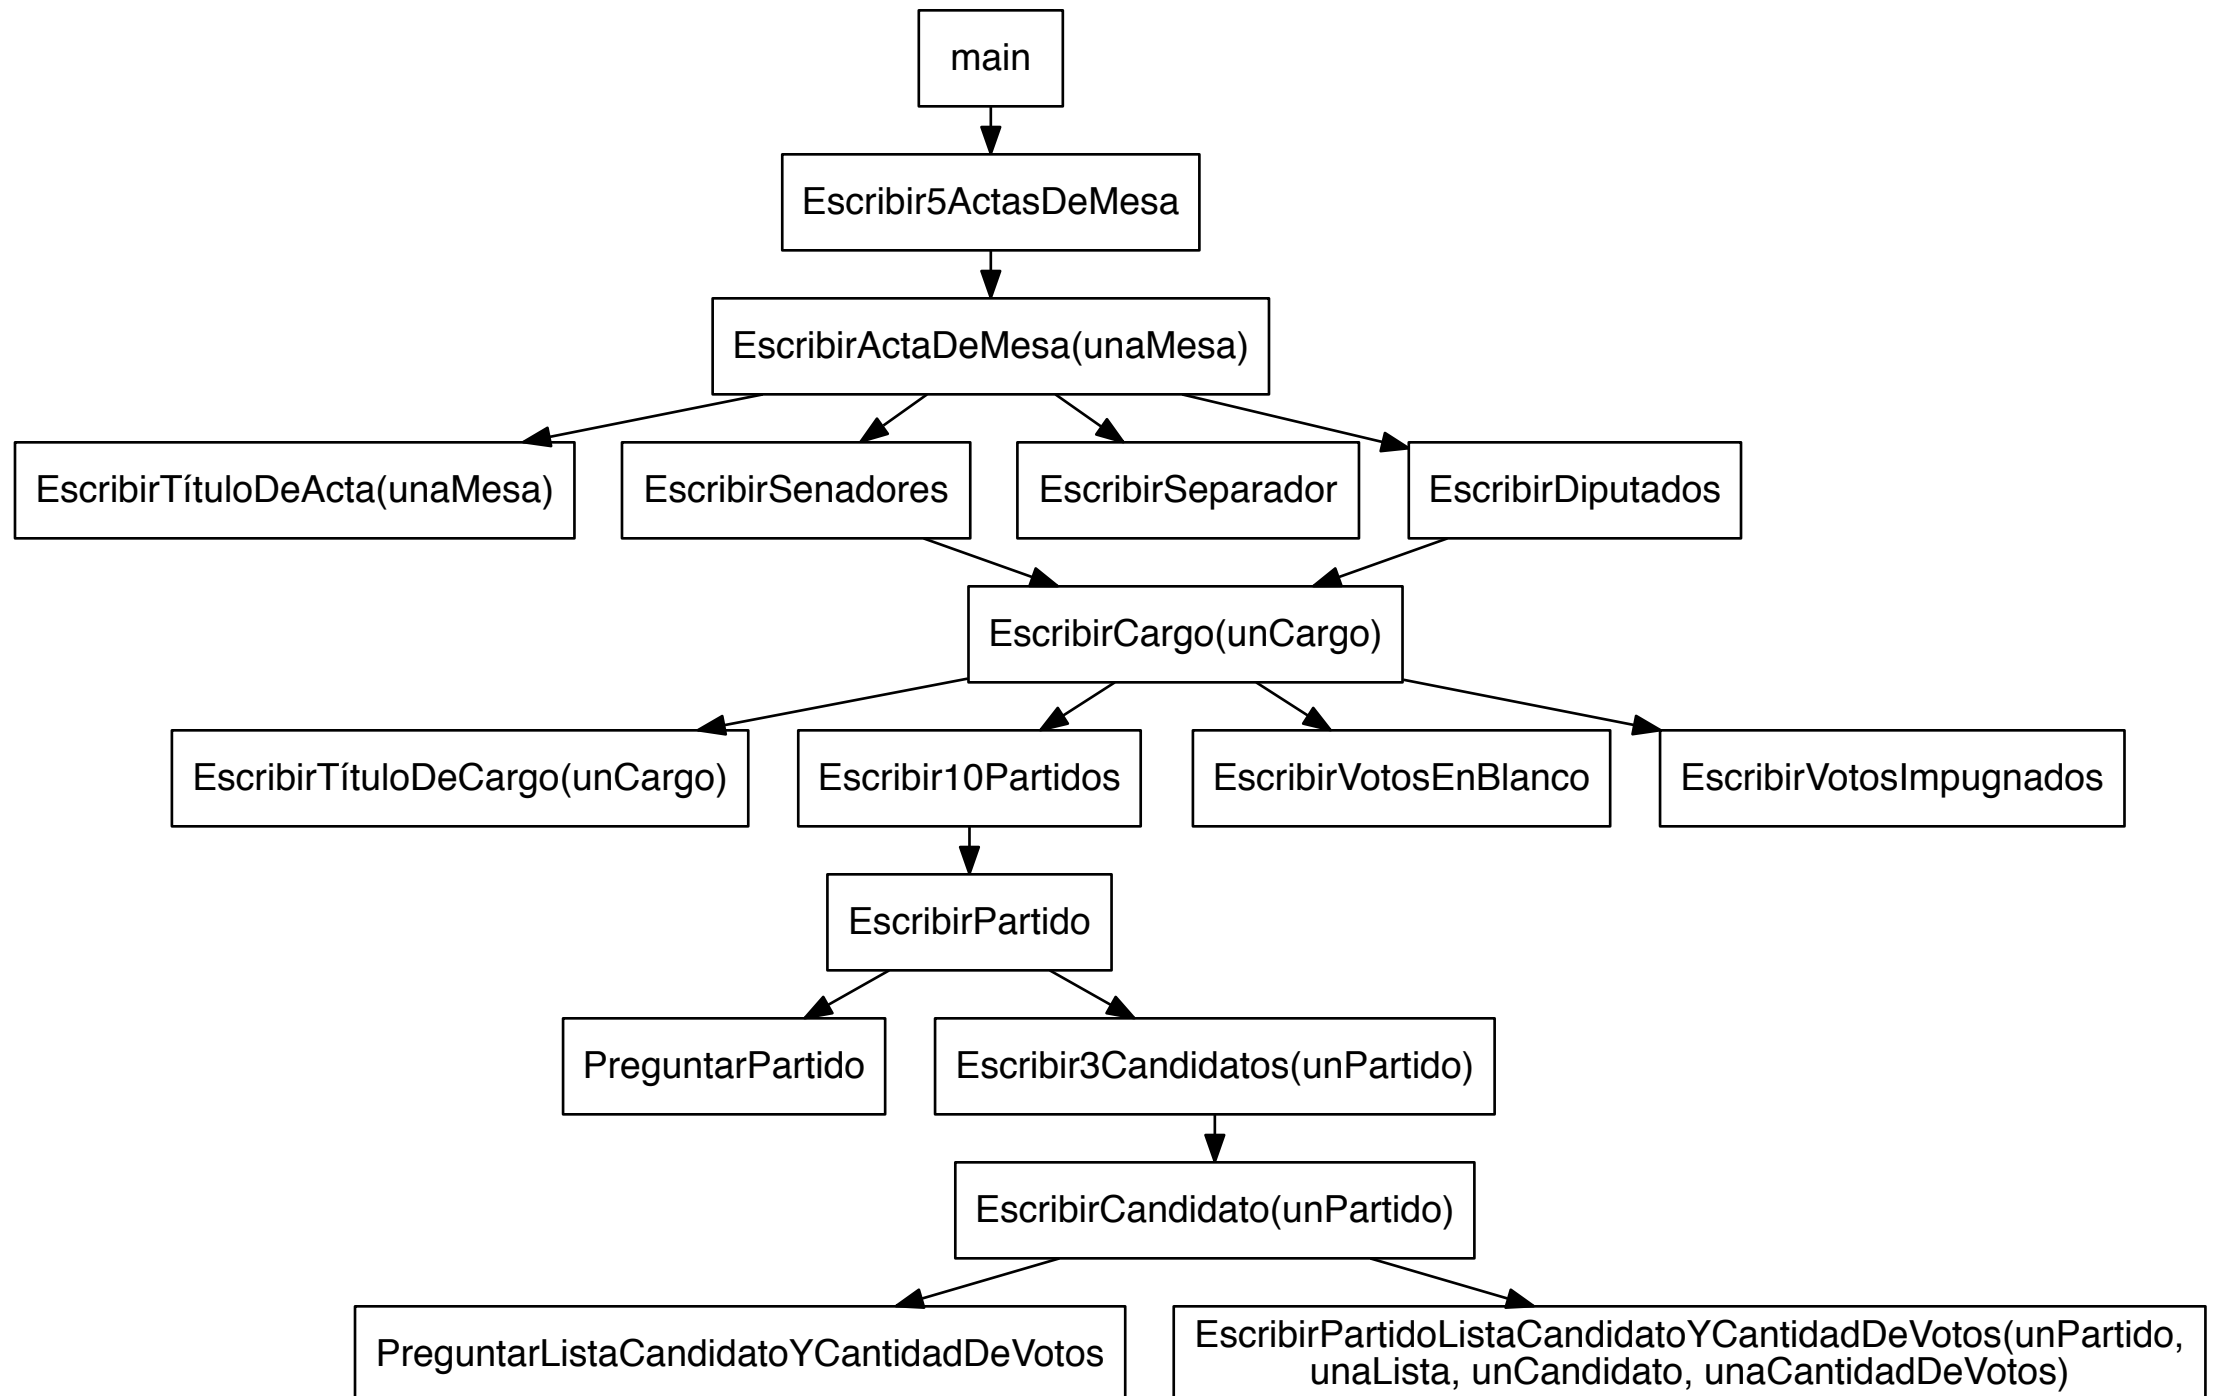 main
Escribir5ActasDeMesa
EscribirActaDeMesa(unaMesa)
EscribirTítuloDeActa(unaMesa)
EscribirSenadores
EscribirSeparador
EscribirDiputados
EscribirCargo(unCargo)
EscribirTítuloDeCargo(unCargo)
Escribir10Partidos
EscribirVotosEnBlanco
EscribirVotosImpugnados
EscribirPartido
PreguntarPartido
Escribir3Candidatos(unPartido)
EscribirCandidato(unPartido)
PreguntarListaCandidatoYCantidadDeVotos
EscribirPartidoListaCandidatoYCantidadDeVotos(unPartido,
unaLista, unCandidato, unaCantidadDeVotos)